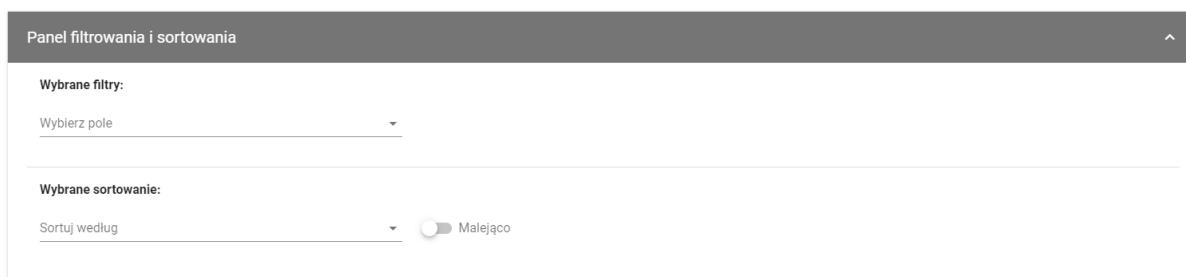 Panel filtrowania i sortowania
Wybrane filtry:
Wybierz pole
Wybrane sortowanie:
Sortuj według
Malejąco